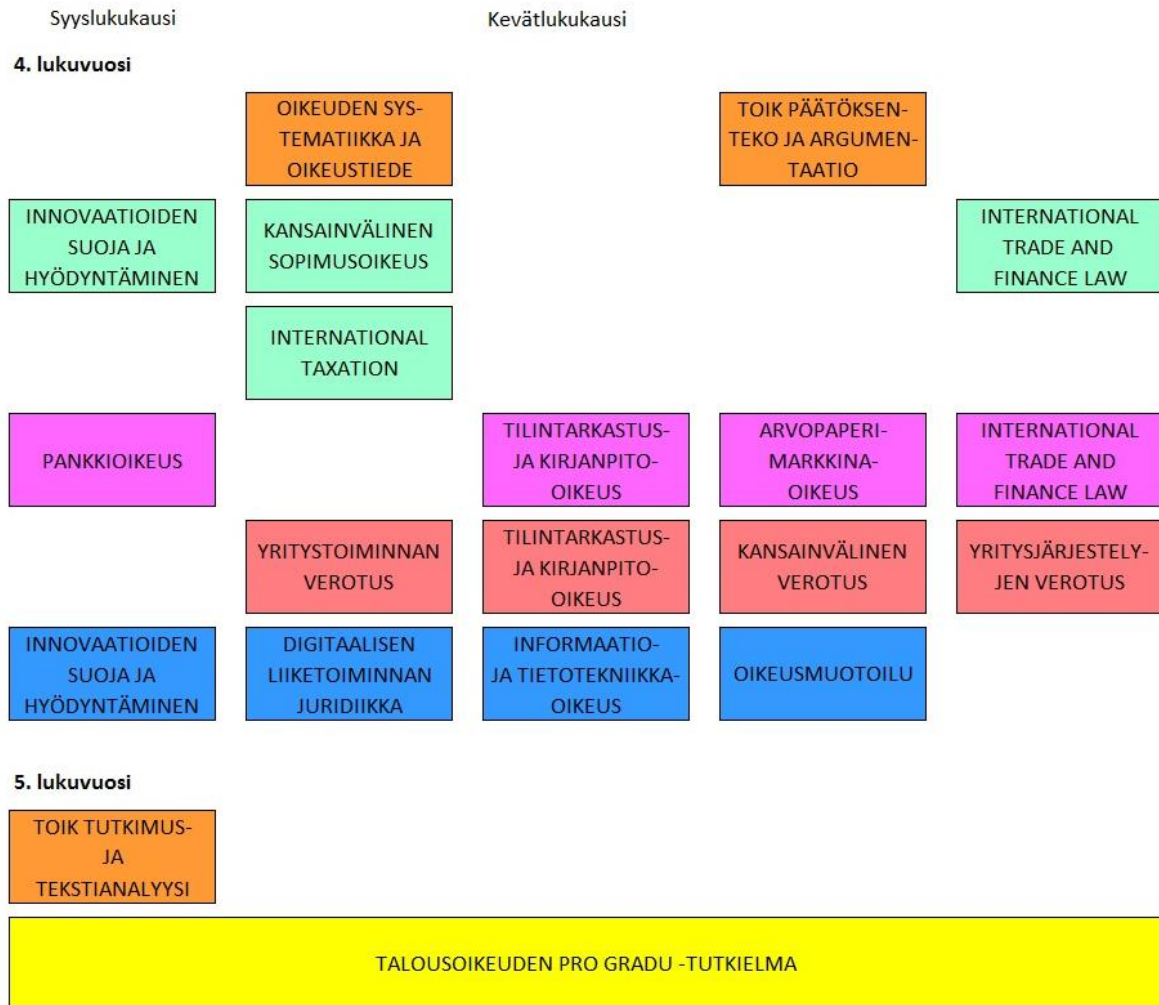 Syyslukukausi
Kevätlukukausi
4. lukuvuosi
OIKEUDEN SYS-
TEMATIIKKA JA
OIKEUSTIEDE
TOIK PÄÄTÖKSEN-
TEKO JA ARGUMEN-
TAATIO
INNOVAATIOIDEN
SUOJA JA
HYÖDYNTÄMINEN
KANSAINVÄLINEN
SOPIMUSOIKEUS
INTERNATIONAL
TRADE AND
FINANCE LAW
INTERNATIONAL
TAXATION
PANKKIOIKEUS
TILINTARKASTUS-
JA KIRJANPITO-
OIKEUS
ARVOPAPERI-
MARKKINA-
OIKEUS
INTERNATIONAL
TRADE AND
FINANCE LAW
YRITYSTOIMINNAN
VEROTUS
TILINTARKASTUS-
JA KIRJANPITO-
OIKEUS
KANSAINVÄLINEN
VEROTUS
YRITYSJÄRJESTELY-
JEN VEROTUS
INNOVAATIOIDEN
SUOJA JA
HYÖDYNTÄMINEN
DIGITAALISEN
LIIKETOIMINNAN
JURIDIIKKA
INFORMAATIO-
JA TIETOTEKNIIKKA-
OIKEUS
OIKEUSMUOTOILU
5. lukuvuosi
TOIK TUTKIMUS-
JA
TEKSTIANALYYSI
TALOUSOIKEUDEN PRO GRADU -TUTKIELMA